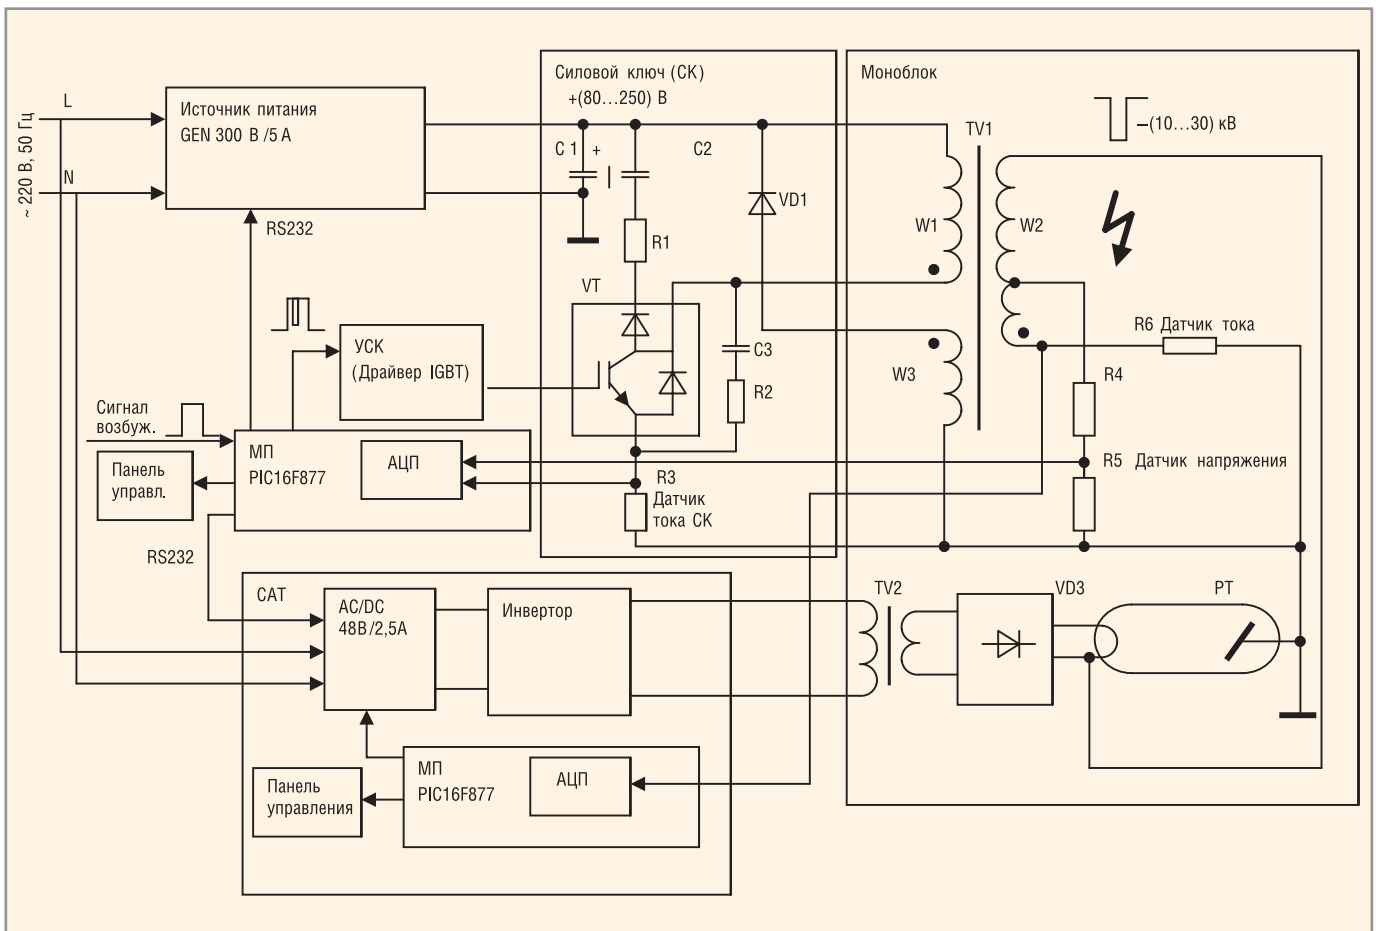 Силовой ключ (СК)
+(80...250) В
Моноблок
~ 220 В, 50 Гц
L
N
Источник питания
GEN 300 В /5 А
C 1
+
C2
VD1
TV1
–(10...30) кВ
W1
W2
RS232
R1
VT
УСК
(Драйвер IGBT)
C3
R2
W3
R6 Датчик тока
R4
Сигнал
возбуж.
МП
PIC16F877
АЦП
Панель
управл.
R3
Датчик
тока СК
R5 Датчик напряжения
RS232
САТ
AC/DC
48В/2,5А
Инвертор
TV2
VD3
РТ
МП
PIC16F877
АЦП
Панель
управления